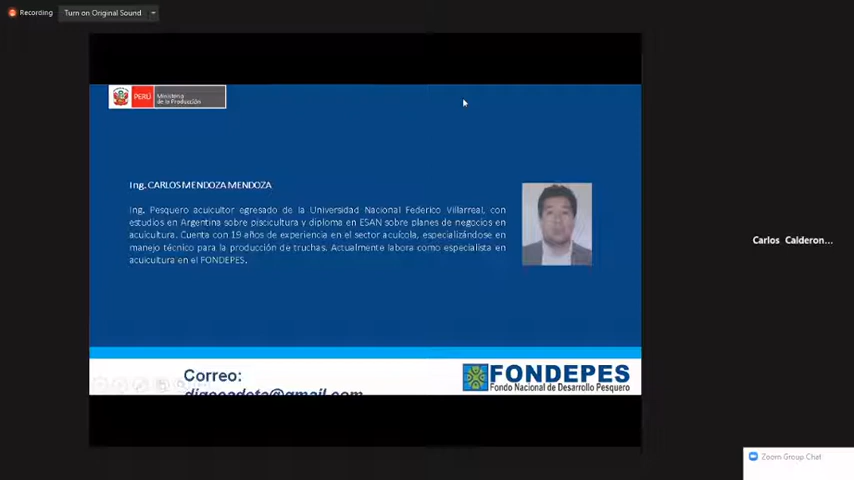 Recording
Turn on Original Sound
PERÚ
Ministerio
de la Producción
Ing. CARLOS MENDOZA MENDOZA
Ing. Pesquero acuicultor egresado de la Universidad Nacional Federico Villarreal, con
estudios en Argentina sobre piscicultura y diploma en ESAN sobre planes de negocios en
acuicultura. Cuenta con 19 años de experiencia en el sector acuícola, especializándose en
manejo técnico para la producción de truchas. Actualmente labora como especialista en
acuicultura en el FONDEPES.
Carlos Calderon...
Correo:
FONDEPES
Fondo Nacional de Desarrollo Pesquero
Zoom Group Chat